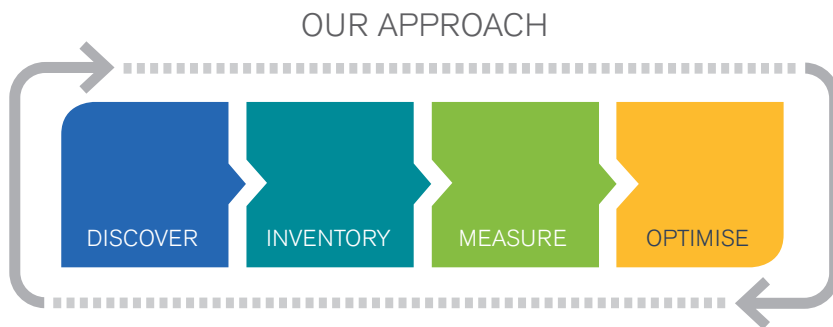 OUR APPROACH
DISCOVER
INVENTORY
MEASURE
OPTIMISE